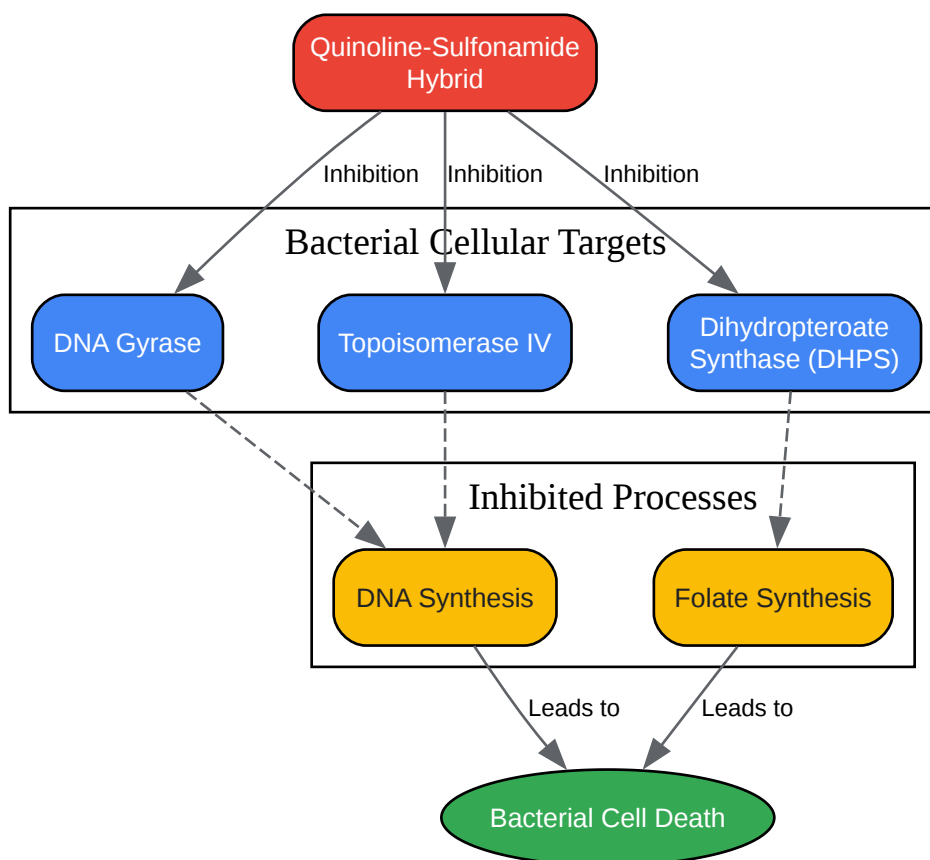 Quinoline-Sulfonamide
Hybrid
Inhibition
Inhibition
Inhibition
Bacterial Cellular Targets
DNA Gyrase
Topoisomerase IV
Dihydropteroate
Synthase (DHPS)
Inhibited Processes
DNA Synthesis
Folate Synthesis
Leads to
Leads to
Bacterial Cell Death